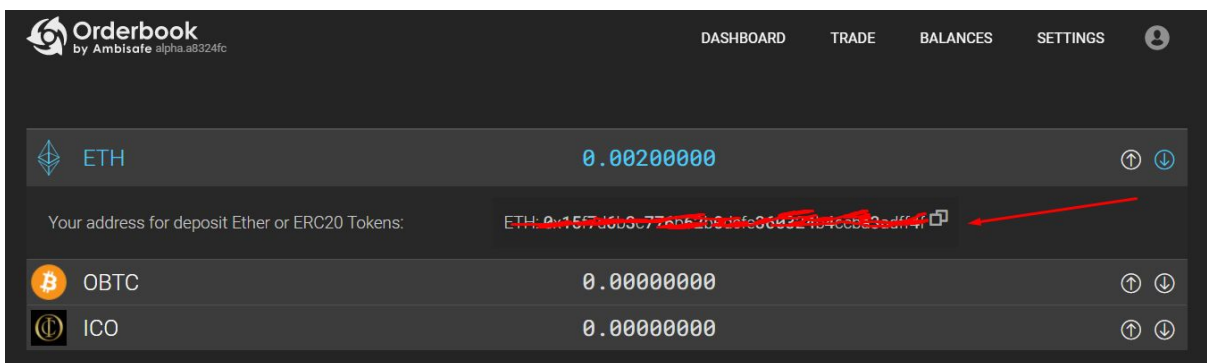 Orderbook
by Ambisafe alpha.a8324fc
DASHBOARD TRADE BALANCES SETTINGS
ETH 0.00200000
Your address for deposit Ether or ERC20 Tokens: ETH:
OBTC 0.00000000
ICO 0.00000000